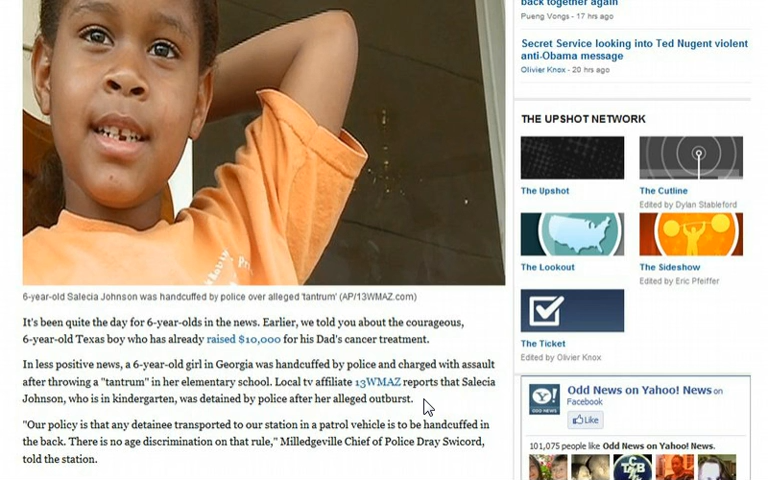 back together again
Pueng Vongs - 17 hrs ago
Secret Service looking into Ted Nugent violent
anti-Obama message
Olivier Knox - 20 hrs ago
THE UPSHOT NETWORK
The Upshot
The Cutline
Edited by Dylan Stableford
The Lookout
The Sideshow
Edited by Eric Pfeiffer
The Ticket
Edited by Olivier Knox
6-year-old Salecia Johnson was handcuffed by police over alleged 'tantrum' (AP/13WMAZ.com)
It's been quite the day for 6-year-olds in the news. Earlier, we told you about the courageous,
6-year-old Texas boy who has already raised $10,000 for his Dad's cancer treatment.
In less positive news, a 6-year-old girl in Georgia was handcuffed by police and charged with assault
after throwing a "tantrum" in her elementary school. Local tv affiliate 13WMAZ reports that Salecia
Johnson, who is in kindergarten, was detained by police after her alleged outburst.
"Our policy is that any detainee transported to our station in a patrol vehicle is to be handcuffed in
the back. There is no age discrimination on that rule," Milledgeville Chief of Police Dray Swicord,
told the station.
Y!
ODD NEWS
Odd News on Yahoo! News on
Facebook
Like
101,075 people like Odd News on Yahoo! News.